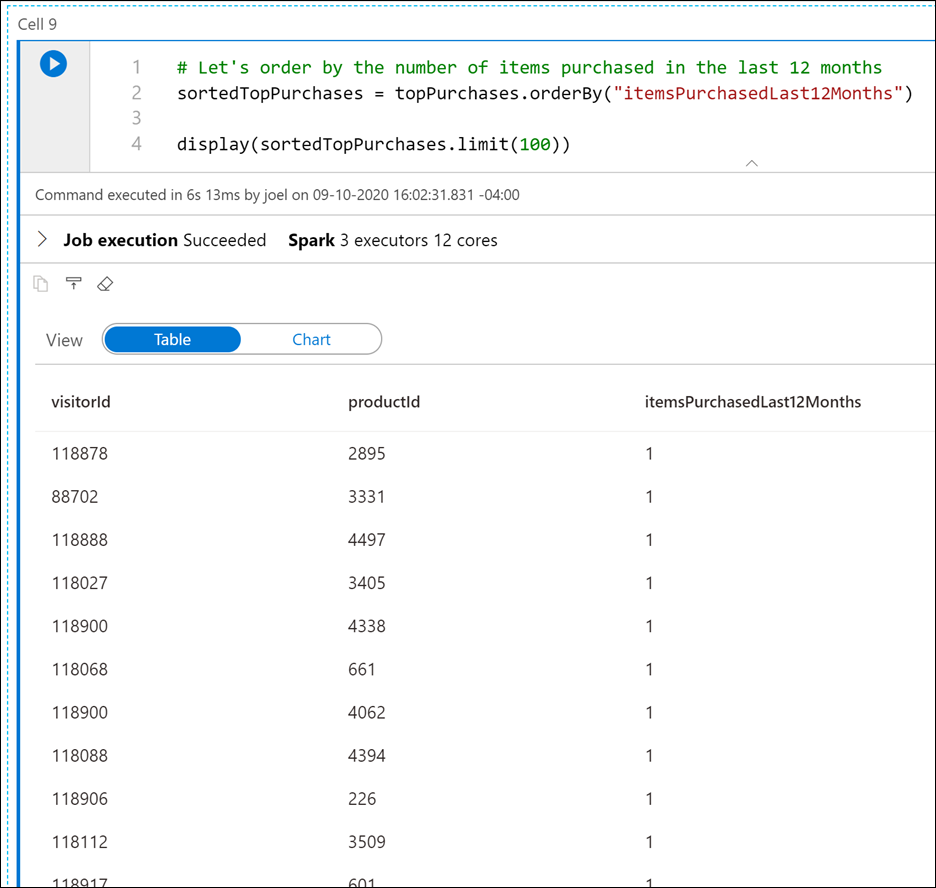 Cell 9
1 # Let's order by the number of items purchased in the last 12 months
2 sortedTopPurchases = topPurchases.orderBy("itemsPurchasedLast12Months")
3
4 display(sortedTopPurchases.limit(100))
Command executed in 6s 13ms by joel on 09-10-2020 16:02:31.831 -04:00
Job execution Succeeded Spark 3 executors 12 cores
View Table Chart
visitorId productId itemsPurchasedLast12Months
118878 2895 1
88702 3331 1
118888 4497 1
118027 3405 1
118900 4338 1
118068 661 1
118900 4062 1
118088 4394 1
118906 226 1
118112 3509 1
118917 601 1